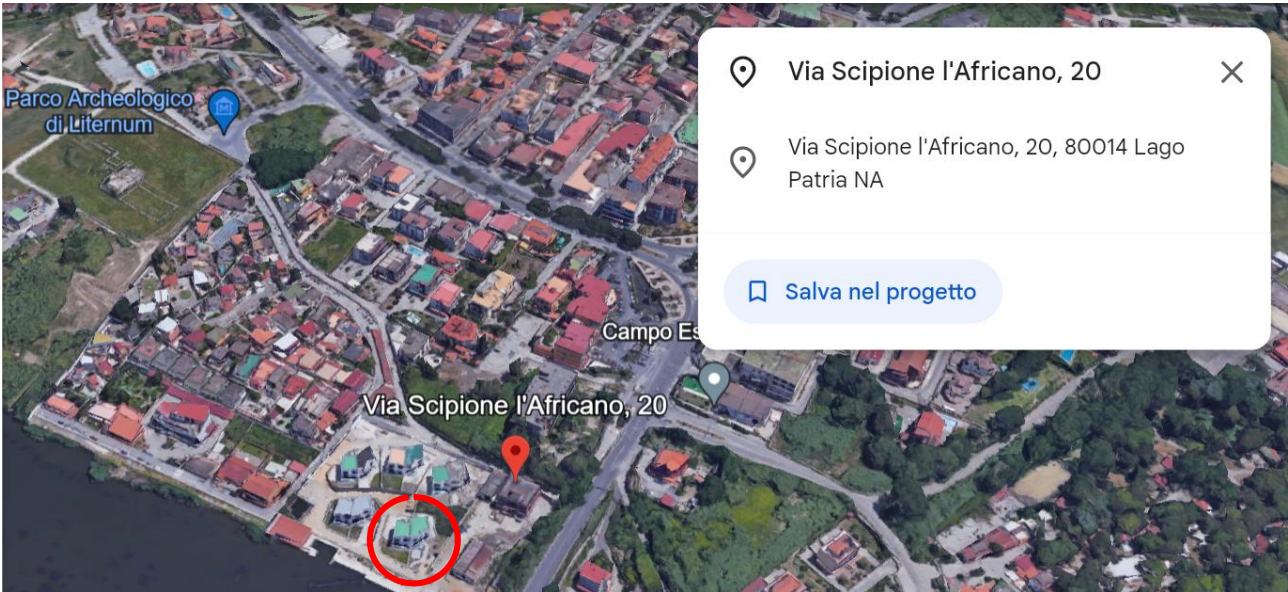 Parco Archeologico
di Liternum
Via Scipione l'Africano, 20
Via Scipione l'Africano, 20, 80014 Lago
Patria NA
Salva nel progetto
Campo Es
Via Scipione l'Africano, 20